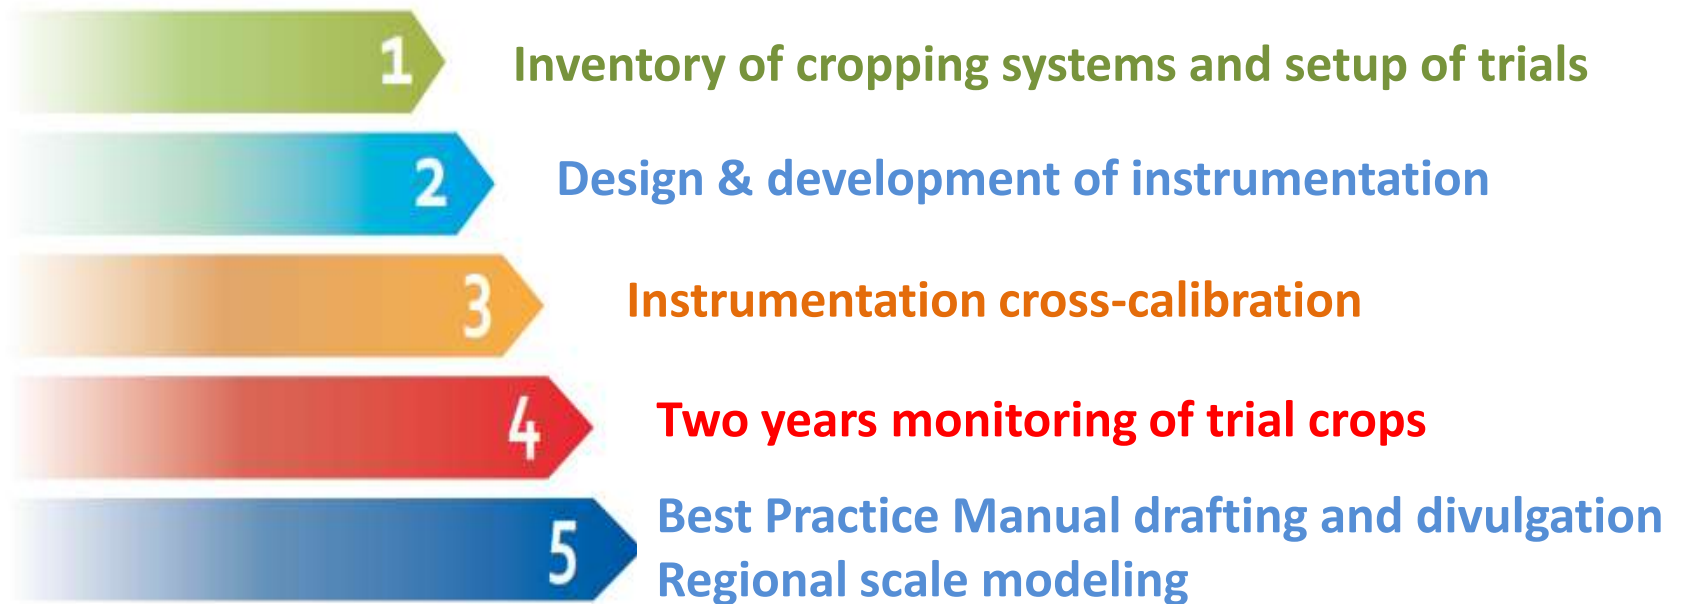 1 Inventory of cropping systems and setup of trials
2 Design & development of instrumentation
3 Instrumentation cross-calibration
4 Two years monitoring of trial crops
5 Best Practice Manual drafting and divulgation
Regional scale modeling